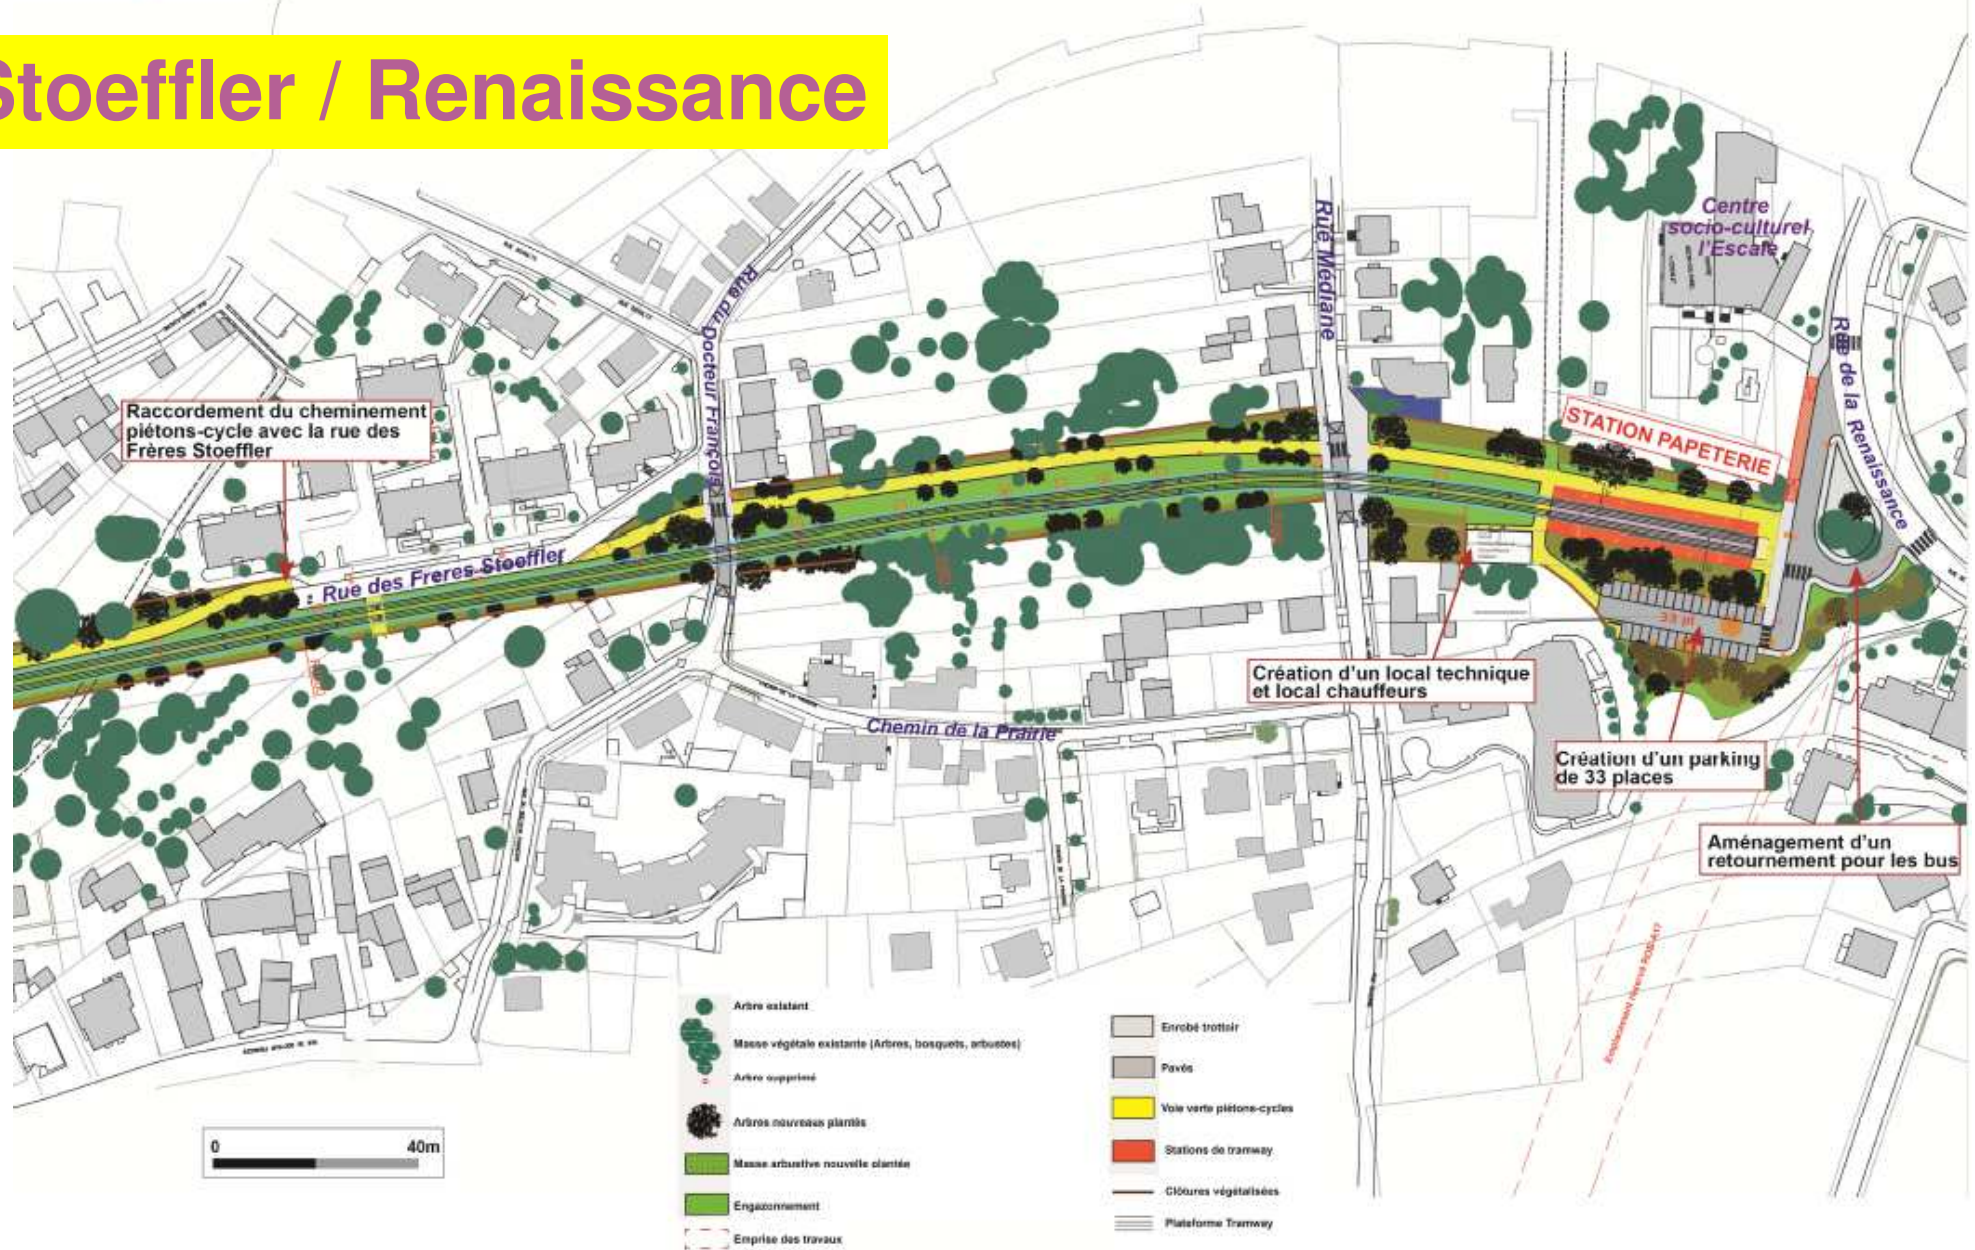 Stoeffler / Renaissance
Centre
socio-culturel
l'Escale
Rue Médiane
Rue du
Docteur François
Rue de la Renaissance
Raccordement du cheminement
piétons-cycle avec la rue des
Frères Stoeffler
STATION PAPETERIE
Rue des Freres Stoeffler
33 pl
Création d'un local technique
et local chauffeurs
Chemin de la Prairie
Création d'un parking
de 33 places
Aménagement d'un
retournement pour les bus
Arbre existant
Masse végétale existante (Arbres, bosquets, arbustes)
Arbre supprimé
Arbres nouveaux plantés
Masse arbustive nouvelle plantée
Engazonnement
Emprise des travaux
Enrobé trottoir
Pavés
Voie verte piétons-cycles
Stations de tramway
Clôtures végétalisées
Plateforme Tramway
0 40m